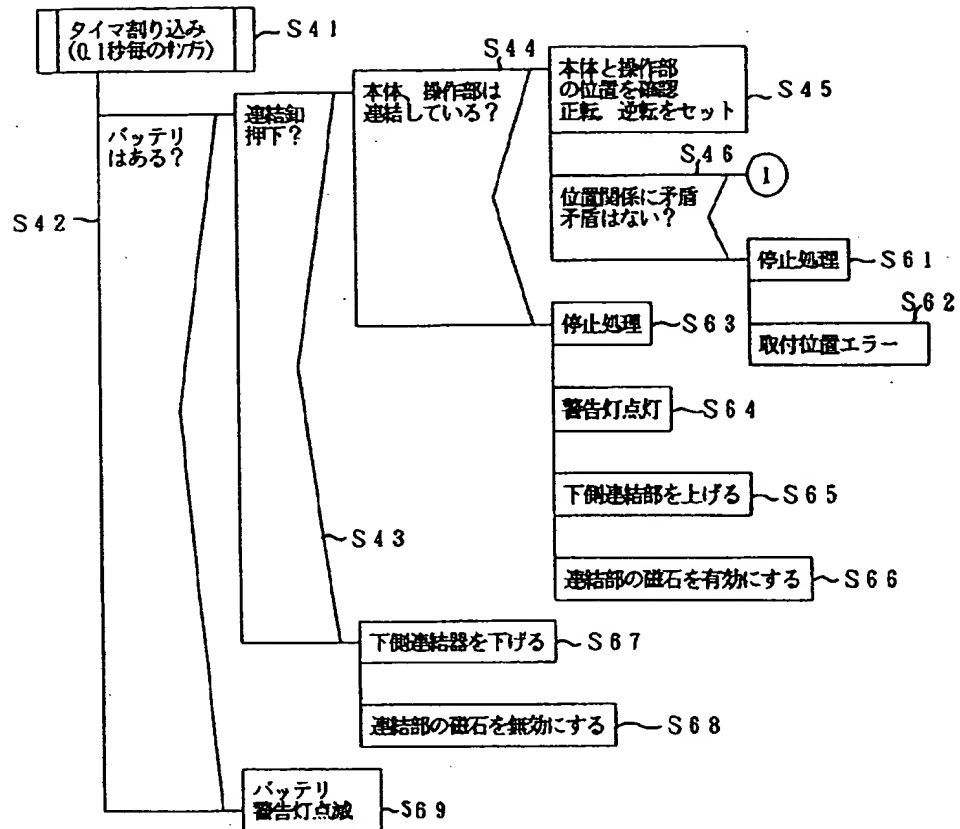 タイマ割り込み
(0.1秒毎のｻﾝﾌﾟﾗ)
S41
バッテリ
はある?
S42
連結釦
押下?
S43
本体、操作部は
連結している?
S44
本体と操作部
の位置を確認
正転、逆転をセット
S45
位置関係に矛盾
矛盾はない?
S46
1
停止処理
S61
取付位置エラー
S62
停止処理
S63
警告灯点灯
S64
下側連結部を上げる
S65
連結部の磁石を有効にする
S66
下側連結器を下げる
S67
連結部の磁石を無効にする
S68
バッテリ
警告灯点滅
S69